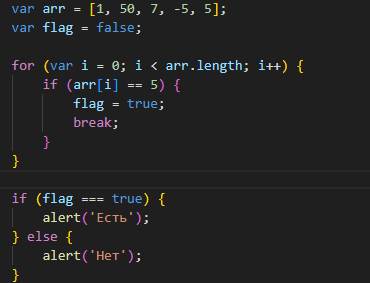 var arr = [1, 50, 7, -5, 5];
var flag = false;
for (var i = 0; i < arr.length; i++) {
if (arr[i] == 5) {
flag = true;
break;
}
}
if (flag === true) {
alert('Есть');
} else {
alert('Нет');
}